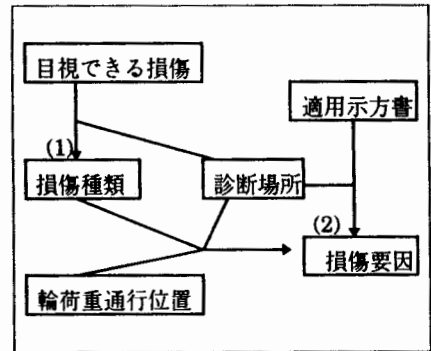 目視できる損傷
適用示方書
(1)
損傷種類
診断場所
(2)
損傷要因
輪荷重通行位置